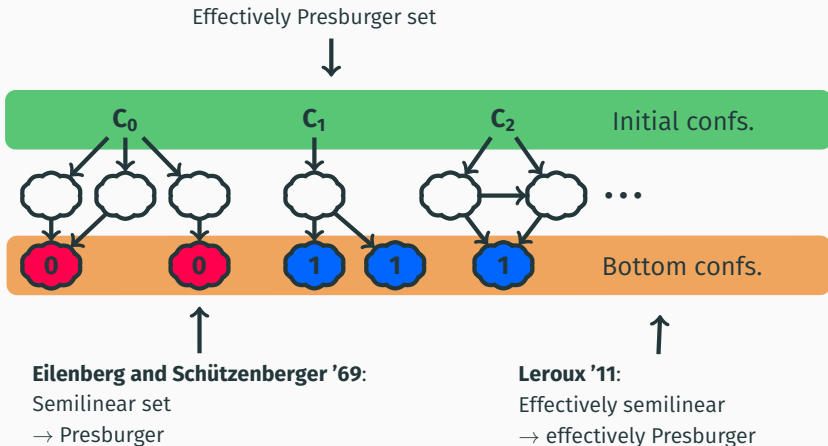 Effectively Presburger set
C₀ C₁ C₂ Initial confs.
...
0 0 1 1 1 Bottom confs.
Eilenberg and Schützenberger ’69:
Semilinear set
→ Presburger
Leroux ’11:
Effectively semilinear
→ effectively Presburger